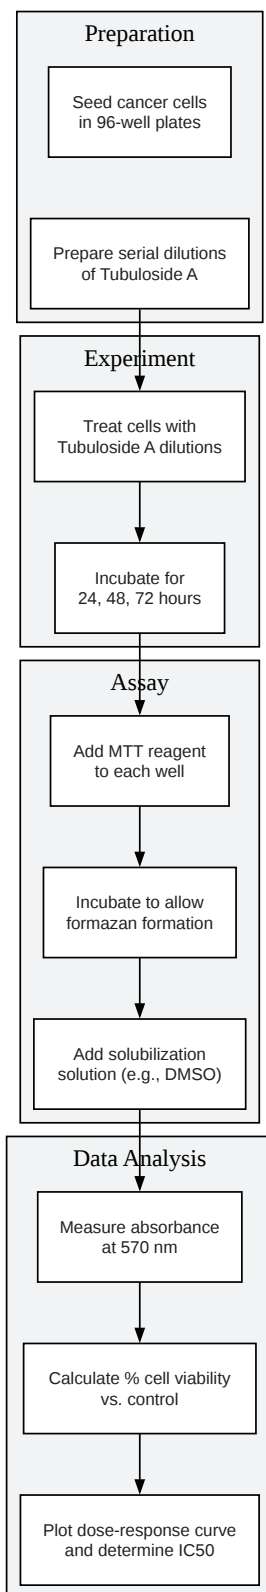 Preparation
Seed cancer cells
in 96-well plates
Prepare serial dilutions
of Tubuloside A
Experiment
Treat cells with
Tubuloside A dilutions
Incubate for
24, 48, 72 hours
Assay
Add MTT reagent
to each well
Incubate to allow
formazan formation
Add solubilization
solution (e.g., DMSO)
Data Analysis
Measure absorbance
at 570 nm
Calculate % cell viability
vs. control
Plot dose-response curve
and determine IC50